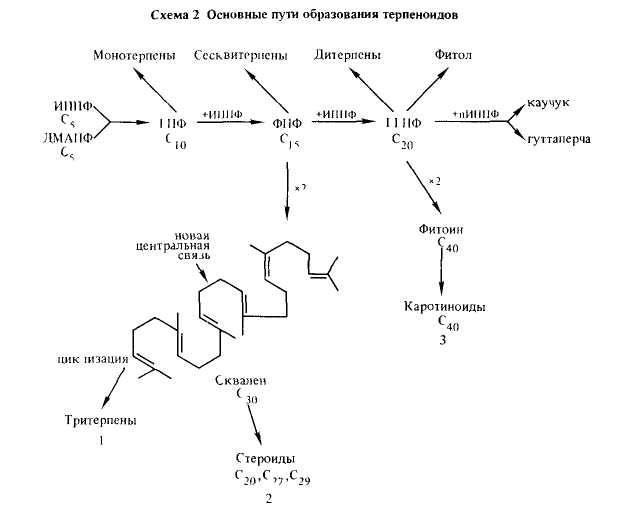 Схема 2 Основные пути образования терпеноидов
Монотерпены Сесквитерпены Дитерпены Фитол
ИППФ
C5
ДМАПФ
C5
ГПФ
C10
+ИППФ
ФПФ
C15
+ИППФ
ГГПФ
C20
+nИППФ
каучук
гуттаперча
×2
×2
Фитоин
C40
новая
центральная
связь
Каротиноиды
C40
3
циклизация
Сквален
C30
Тритерпены
1
Стероиды
C20,C27,C29
2